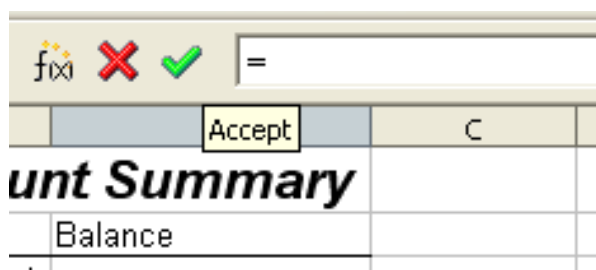 f(x) =
Accept
C
unt Summary
Balance